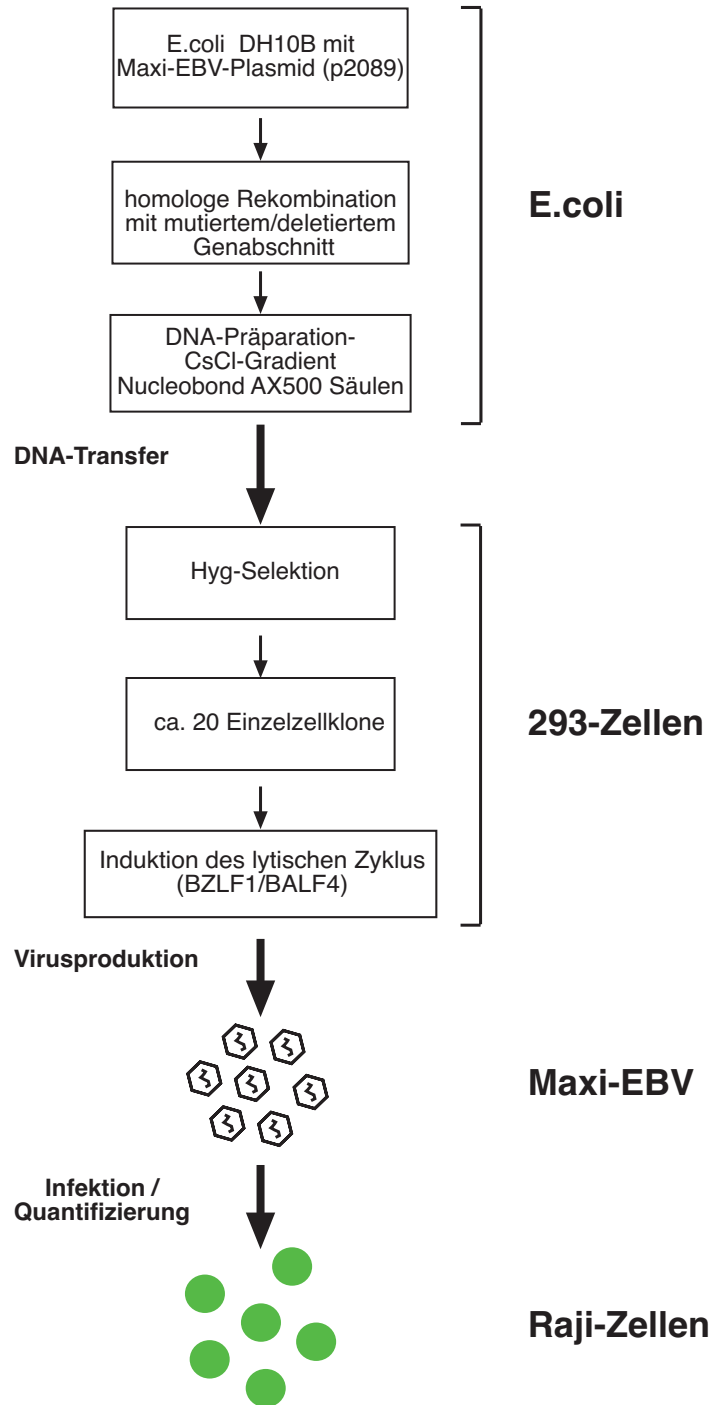 E.coli DH10B mit
Maxi-EBV-Plasmid (p2089)
homologe Rekombination
mit mutiertem/deletiertem
Genabschnitt
E.coli
DNA-Präparation-
CsCl-Gradient
Nucleobond AX500 Säulen
DNA-Transfer
Hyg-Selektion
ca. 20 Einzelzellklone
293-Zellen
Induktion des lytischen Zyklus
(BZLF1/BALF4)
Virusproduktion
Maxi-EBV
Infektion /
Quantifizierung
Raji-Zellen